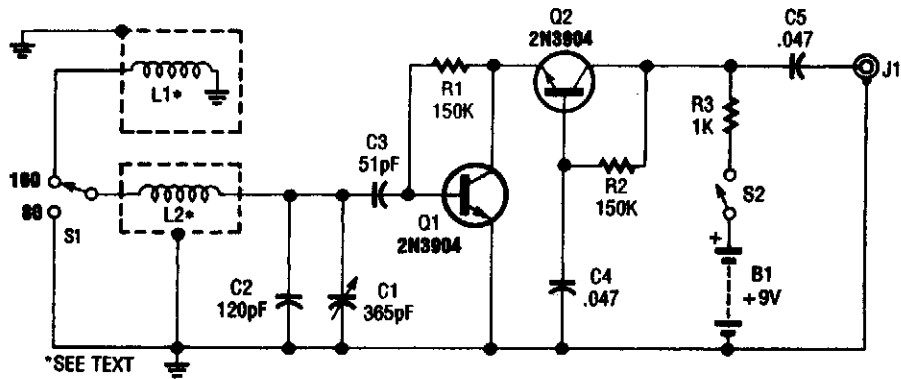 Q2
2N3904
C5
.047
J1
R1
150K
L1*
R3
1K
C3
51pF
160
80
S1
L2*
R2
150K
S2
Q1
2N3904
+
B1
+9V
C2
120pF
C1
365pF
C4
.047
*SEE TEXT